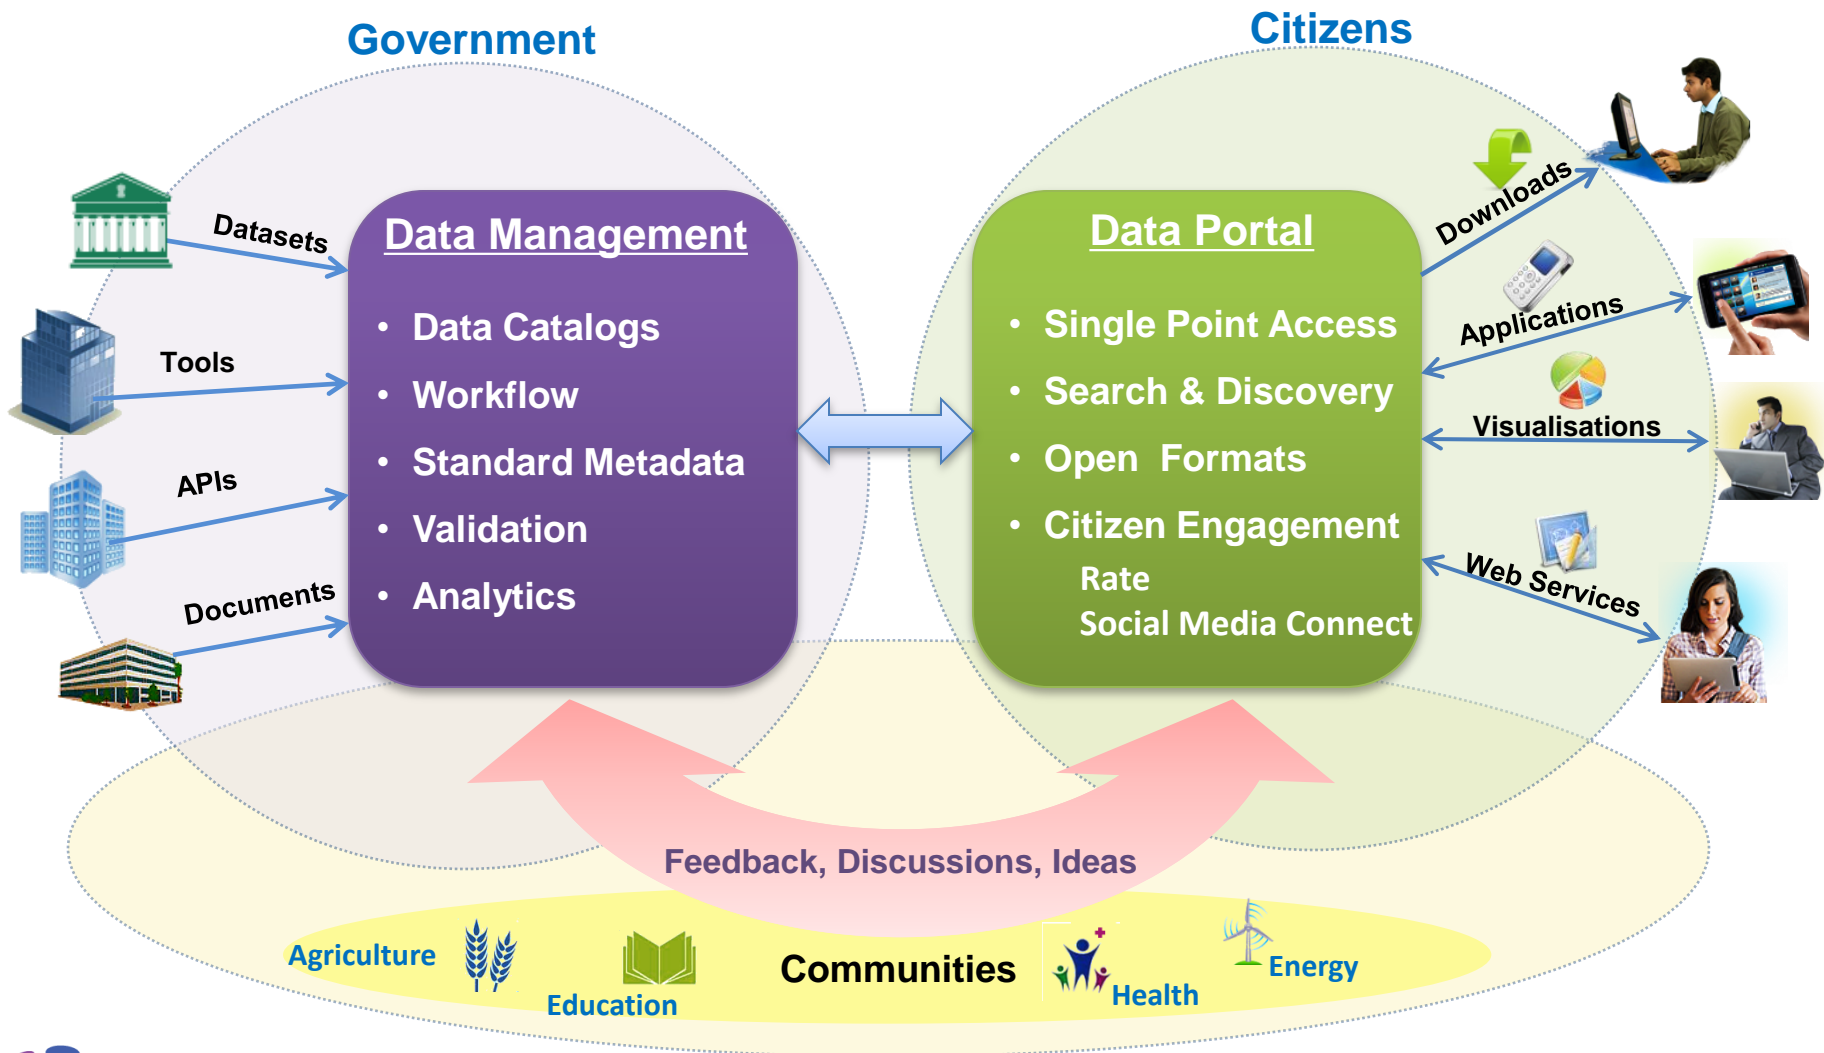 Government
Citizens
Datasets
Tools
APIs
Documents
Data Management
• Data Catalogs
• Workflow
• Standard Metadata
• Validation
• Analytics
Data Portal
• Single Point Access
• Search & Discovery
• Open Formats
• Citizen Engagement
Rate
Social Media Connect
Downloads
Applications
Visualisations
Web Services
Feedback, Discussions, Ideas
Agriculture
Education
Communities
Health
Energy